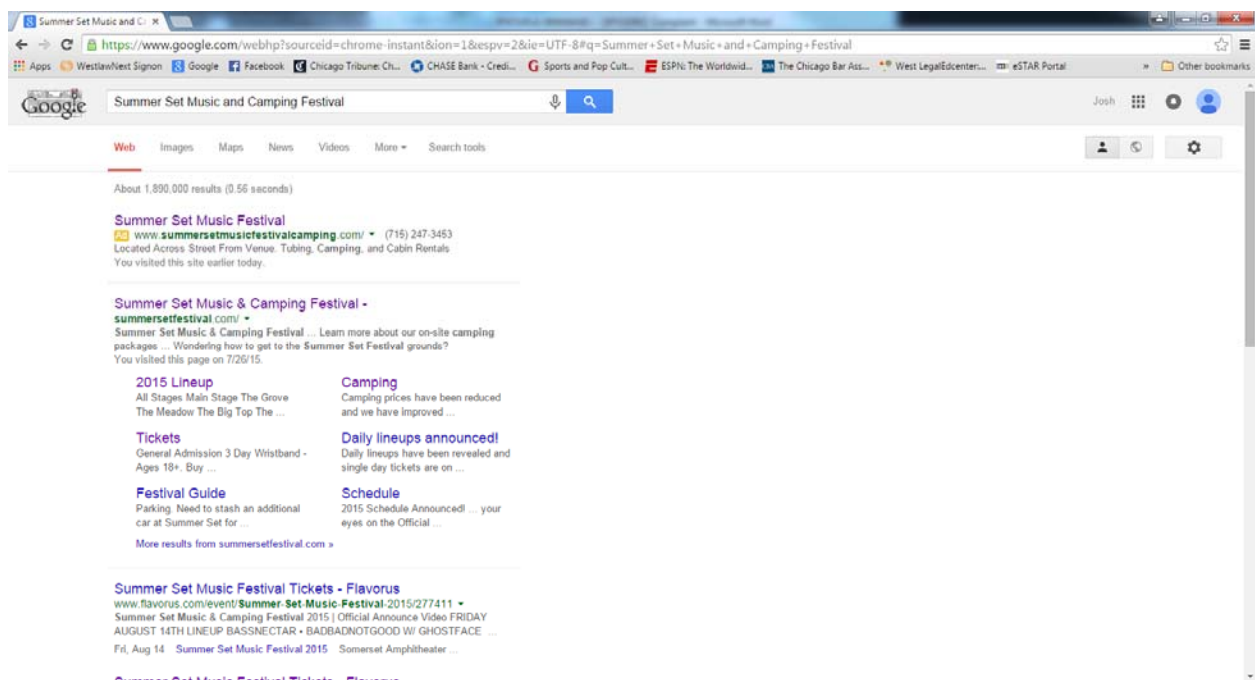 Summer Set Music and Ca
https://www.google.com/webhp?sourceid=chrome-instant&ion=1&espv=2&ie=UTF-8#q=Summer+Set+Music+and+Camping+Festival
Apps WestlawNext Signon Google Facebook Chicago Tribune: Ch... CHASE Bank - Credi... Sports and Pop Cult... ESPN: The Worldwid... The Chicago Bar Ass... West LegalEdcenter:... eSTAR Portal » Other bookmarks
Google Summer Set Music and Camping Festival Josh
Web Images Maps News Videos More Search tools
About 1,890,000 results (0.56 seconds)
Summer Set Music Festival
Ad www.summersetmusicfestivalcamping.com/ (715) 247-3453
Located Across Street From Venue. Tubing, Camping, and Cabin Rentals
You visited this site earlier today.
Summer Set Music & Camping Festival -
summersetfestival.com/
Summer Set Music & Camping Festival ... Learn more about our on-site camping
packages ... Wondering how to get to the Summer Set Festival grounds?
You visited this page on 7/26/15.
2015 Lineup
All Stages Main Stage The Grove
The Meadow The Big Top The ...
Camping
Camping prices have been reduced
and we have improved ...
Tickets
General Admission 3 Day Wristband -
Ages 18+. Buy ...
Daily lineups announced!
Daily lineups have been revealed and
single day tickets are on ...
Festival Guide
Parking. Need to stash an additional
car at Summer Set for ...
Schedule
2015 Schedule Announced! ... your
eyes on the Official ...
More results from summersetfestival.com »
Summer Set Music Festival Tickets - Flavorus
www.flavorus.com/event/Summer-Set-Music-Festival-2015/277411
Summer Set Music & Camping Festival 2015 | Official Announce Video FRIDAY
AUGUST 14TH LINEUP BASSNECTAR • BADBADNOTGOOD W/ GHOSTFACE ...
Fri, Aug 14 Summer Set Music Festival 2015 Somerset Amphitheater ...
Summer Set Music Festival Tickets - Flavorus